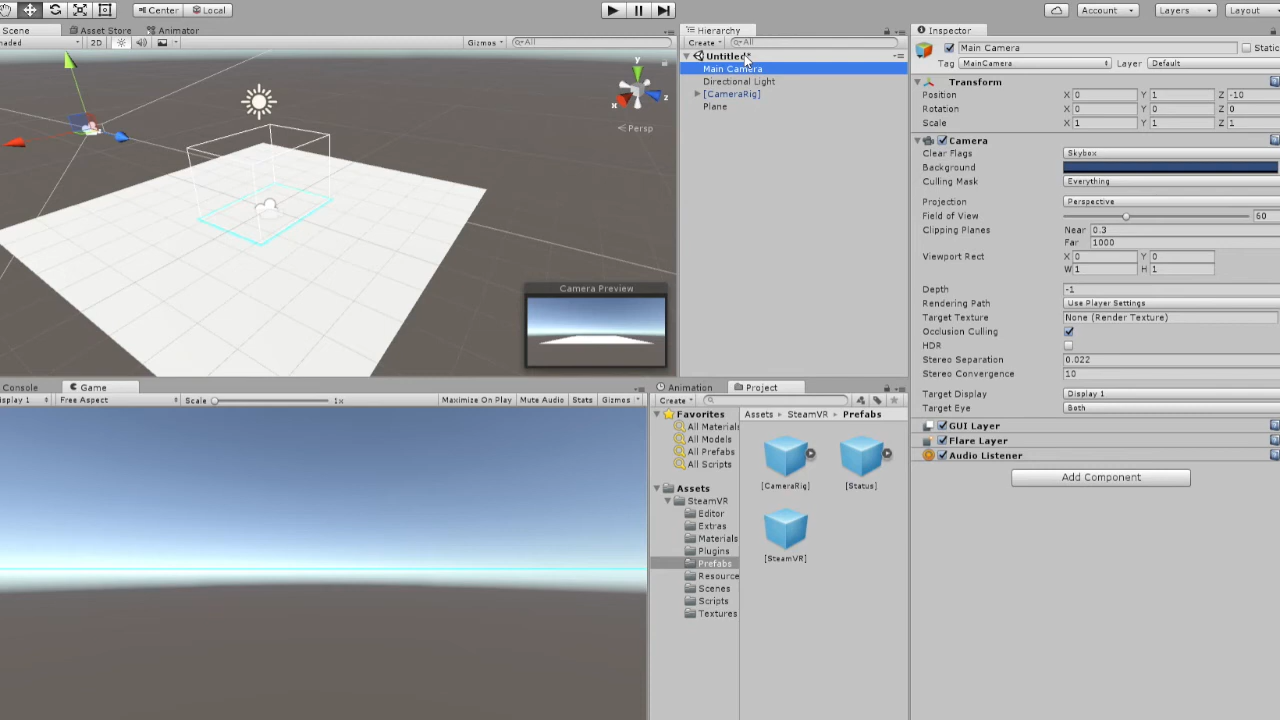 Center Local Account Layers Layout
Scene Asset Store Animator
haded 2D Gizmos All
y
x z
Persp
Camera Preview
Hierarchy
Create All
Untitled*
Main Camera
Directional Light
[CameraRig]
Plane
Inspector
Main Camera Static
Tag MainCamera Layer Default
Transform
Position X 0 Y 1 Z -10
Rotation X 0 Y 0 Z 0
Scale X 1 Y 1 Z 1
Camera
Clear Flags Skybox
Background
Culling Mask Everything
Projection Perspective
Field of View 60
Clipping Planes Near 0.3
Far 1000
Viewport Rect X 0 Y 0
W 1 H 1
Depth -1
Rendering Path Use Player Settings
Target Texture None (Render Texture)
Occlusion Culling
HDR
Stereo Separation 0.022
Stereo Convergence 10
Target Display Display 1
Target Eye Both
GUI Layer
Flare Layer
Audio Listener
Add Component
Console Game
isplay 1 Free Aspect Scale 1x Maximize On Play Mute Audio Stats Gizmos
Animation Project
Create
Favorites
All Materials
All Models
All Prefabs
All Scripts
Assets
SteamVR
Editor
Extras
Materials
Plugins
Prefabs
Resource
Scenes
Scripts
Textures
Assets SteamVR Prefabs
[CameraRig] [Status]
[SteamVR]